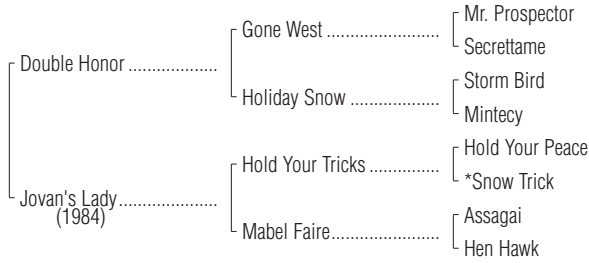 Mr. Prospector
Gone West
Secrettame
Double Honor
Storm Bird
Holiday Snow
Mintecy
Hold Your Peace
Hold Your Tricks
*Snow Trick
Jovan's Lady
(1984)
Assagai
Mabel Faire
Hen Hawk